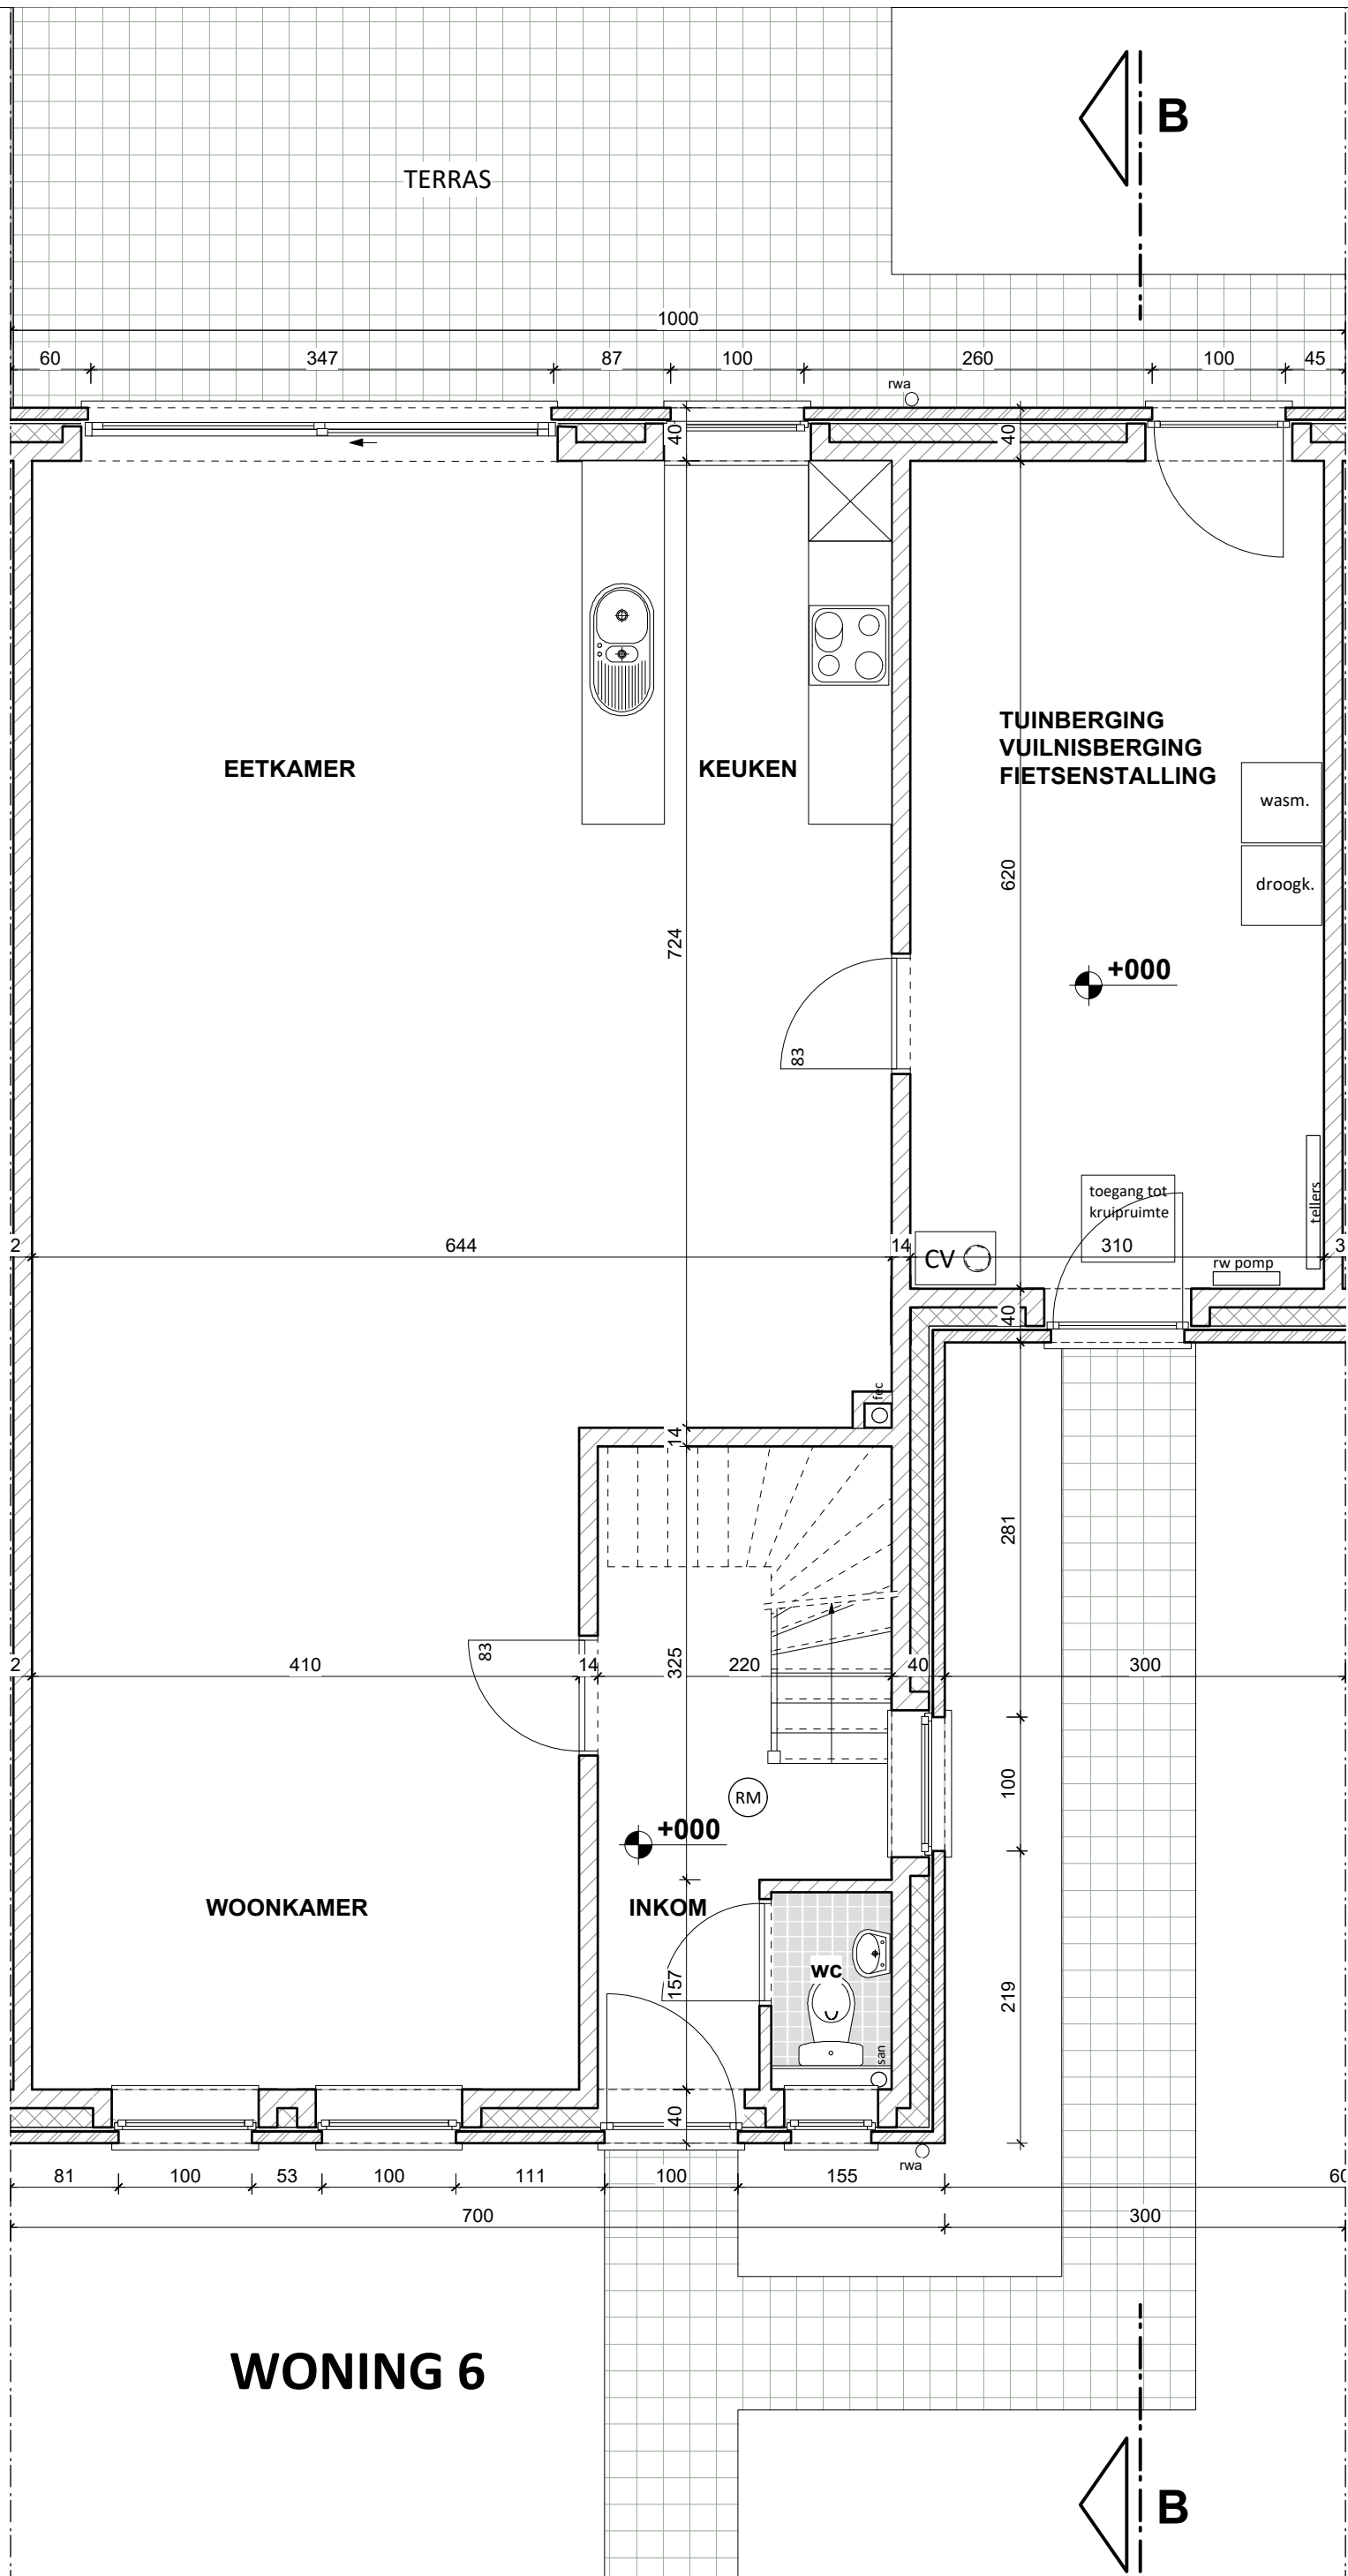 B
TERRAS
1000
60 347 87 100 260 100 45
rwa
40 40
TUINBERGING
VUILNISBERGING
FIETSENSTALLING
EETKAMER KEUKEN
wasm.
droogk.
620
724
+000
83
toegang tot
kruipruimte
tellers
2 644 14 CV 310 3
rw pomp
40
fec
14
281
83
2 410 14 325 220 40 300
100
RM
+000
WOONKAMER INKOM
wc
157
219
san
40
rwa
81 100 53 100 111 100 155 60
700 300
WONING 6
B